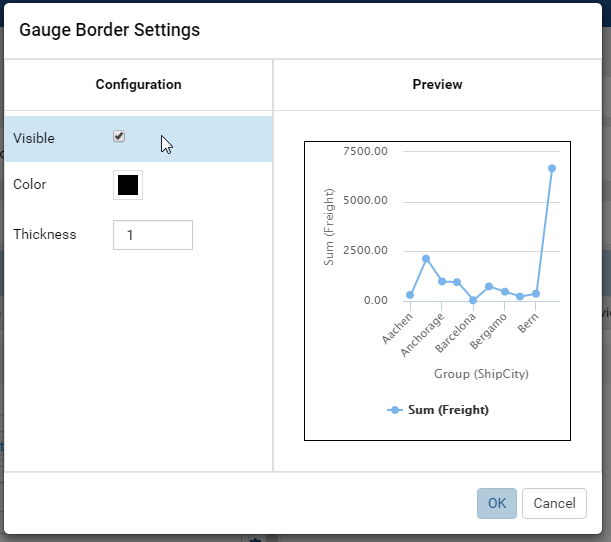 Gauge Border Settings
Configuration
Preview
Visible
Color
Thickness
1
7500.00
5000.00
2500.00
0.00
Sum (Freight)
Aachen
Anchorage
Barcelona
Bergamo
Bern
Group (ShipCity)
Sum (Freight)
OK
Cancel